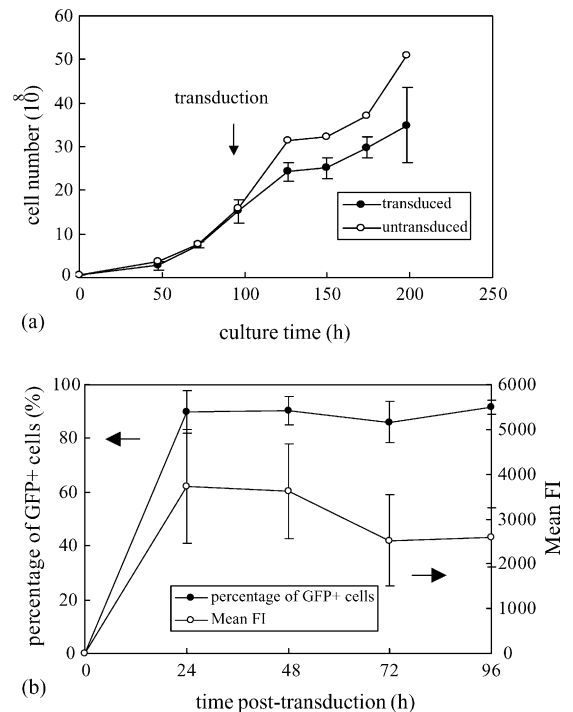 60
50
40
30
20
10
0
cell number (10⁸)
transduction
transduced
untransduced
0
50
100
150
200
250
culture time (h)
(a)
100
80
60
40
20
0
percentage of GFP+ cells (%)
6000
5000
4000
3000
2000
1000
0
Mean FI
percentage of GFP+ cells
Mean FI
0
24
48
72
96
time post-transduction (h)
(b)